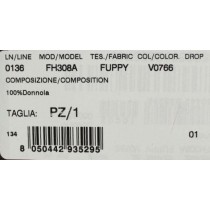 LN/LINE MOD/MODEL TES./FABRIC COL/COLOR. DROP
0136 FH308A FUPPY V0766
COMPOSIZIONE/COMPOSITION
100%Donnola
TAGLIA: PZ/1
134 01
8 050442 935295